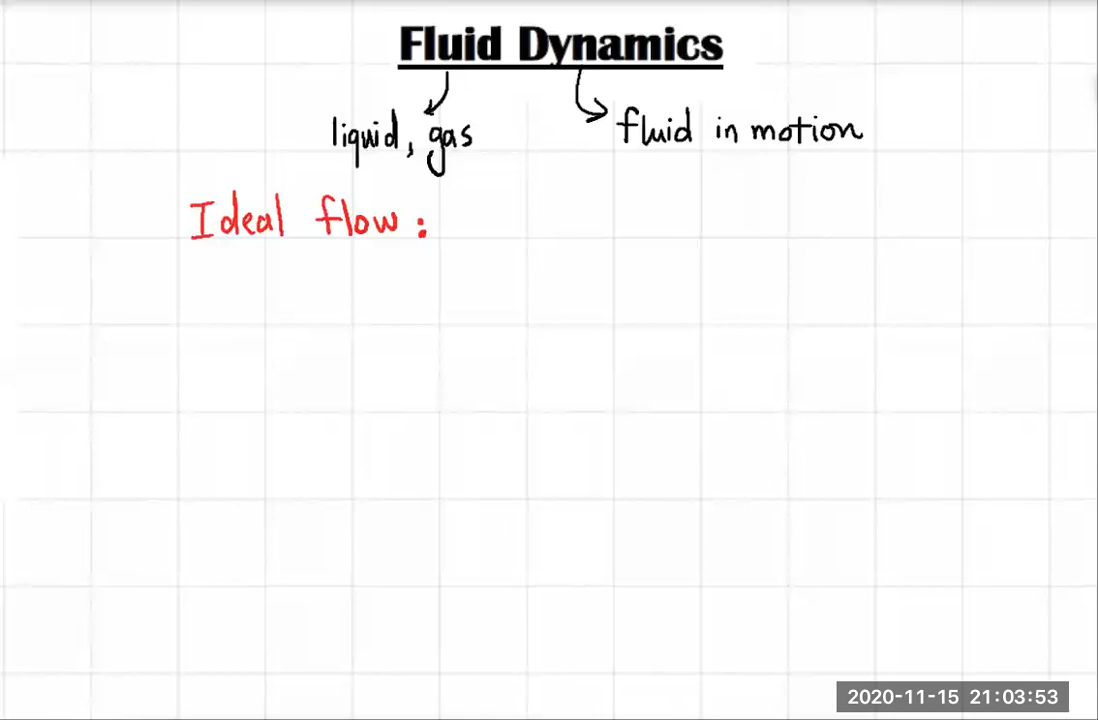 Fluid Dynamics
liquid, gas
fluid in motion
Ideal flow:
2020-11-15 21:03:53